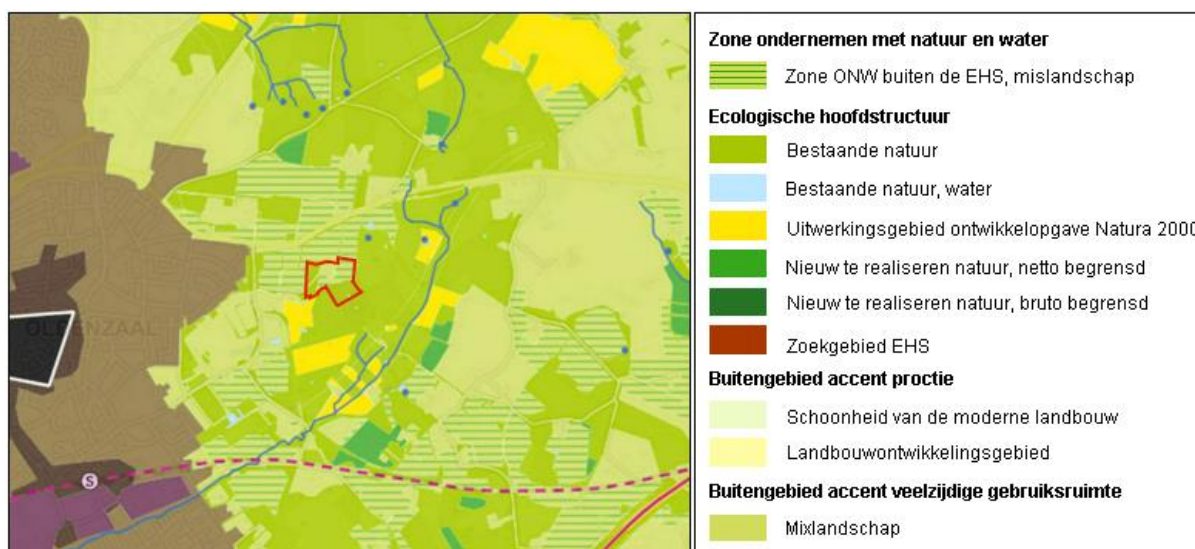 OLDENZAAL
S
Zone ondernemen met natuur en water
Zone ONW buiten de EHS, mislandschap
Ecologische hoofdstructuur
Bestaande natuur
Bestaande natuur, water
Uitwerkingsgebied ontwikkelopgave Natura 2000
Nieuw te realiseren natuur, netto begrensd
Nieuw te realiseren natuur, bruto begrensd
Zoekgebied EHS
Buitengebied accent proctie
Schoonheid van de moderne landbouw
Landbouwontwikkelingsgebied
Buitengebied accent veelzijdige gebruiksruimte
Mixlandschap